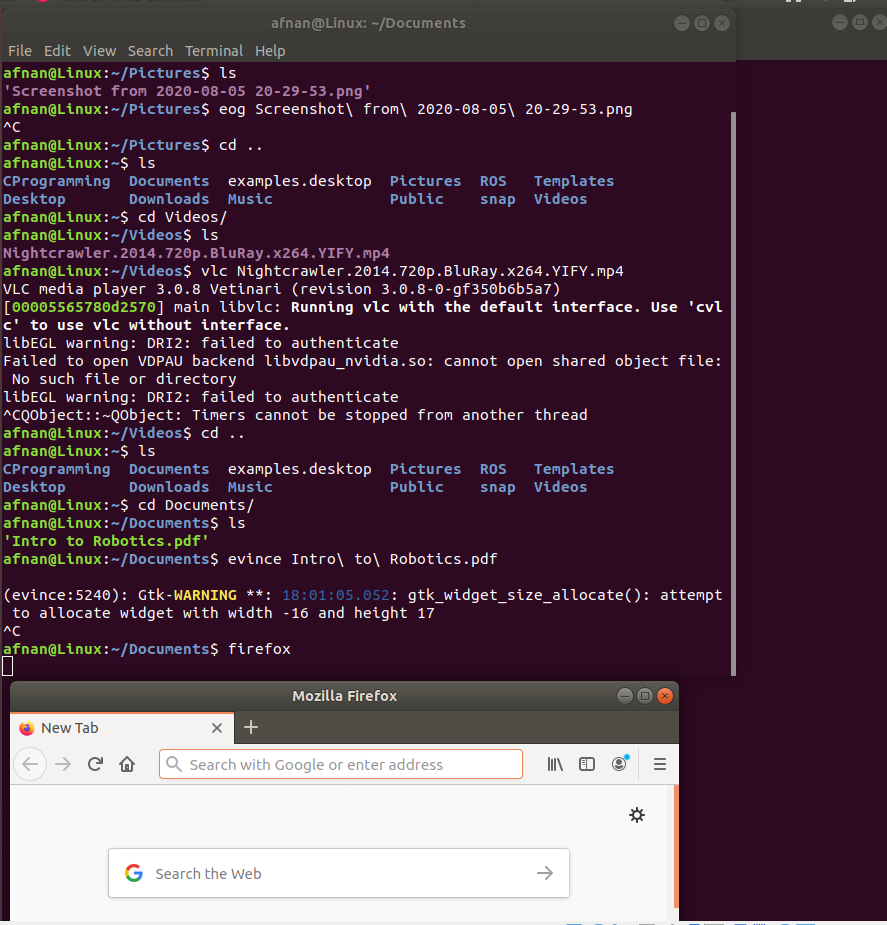 afnan@Linux: ~/Documents
File Edit View Search Terminal Help
afnan@Linux:~/Pictures$ ls
'Screenshot from 2020-08-05 20-29-53.png'
afnan@Linux:~/Pictures$ eog Screenshot\ from\ 2020-08-05\ 20-29-53.png
^C
afnan@Linux:~/Pictures$ cd ..
afnan@Linux:~$ ls
CProgramming  Documents  examples.desktop  Pictures  ROS   Templates
Desktop       Downloads  Music             Public    snap  Videos
afnan@Linux:~$ cd Videos/
afnan@Linux:~/Videos$ ls
Nightcrawler.2014.720p.BluRay.x264.YIFY.mp4
afnan@Linux:~/Videos$ vlc Nightcrawler.2014.720p.BluRay.x264.YIFY.mp4
VLC media player 3.0.8 Vetinari (revision 3.0.8-0-gf350b6b5a7)
[00005565780d2570] main libvlc: Running vlc with the default interface. Use 'cvl
c' to use vlc without interface.
libEGL warning: DRI2: failed to authenticate
Failed to open VDPAU backend libvdpau_nvidia.so: cannot open shared object file:
 No such file or directory
libEGL warning: DRI2: failed to authenticate
^CQObject::~QObject: Timers cannot be stopped from another thread
afnan@Linux:~/Videos$ cd ..
afnan@Linux:~$ ls
CProgramming  Documents  examples.desktop  Pictures  ROS   Templates
Desktop       Downloads  Music             Public    snap  Videos
afnan@Linux:~$ cd Documents/
afnan@Linux:~/Documents$ ls
'Intro to Robotics.pdf'
afnan@Linux:~/Documents$ evince Intro\ to\ Robotics.pdf
(evince:5240): Gtk-WARNING **: 18:01:05.052: gtk_widget_size_allocate(): attempt
 to allocate widget with width -16 and height 17
^C
afnan@Linux:~/Documents$ firefox
Mozilla Firefox
New Tab
Search with Google or enter address
Search the Web